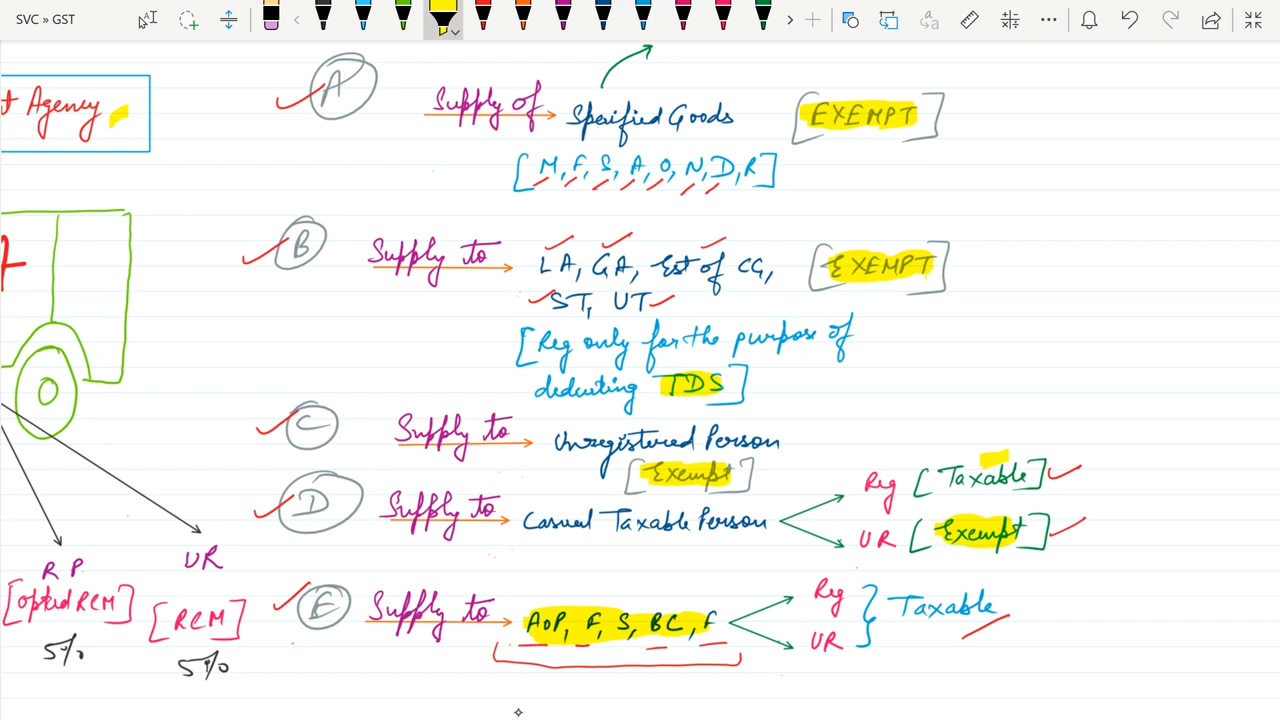 SVC » GST
t Agency
A Supply of Specified Goods [EXEMPT]
[M, F, S, A, O, N, D, R]
B Supply to LA, GA, Est of CG, [EXEMPT]
ST, UT
[Reg only for the purpose of
deducting TDS]
C Supply to Unregistered Person
[Exempt]
D Supply to Casual Taxable Person
Reg [Taxable]
UR [Exempt]
E Supply to AOP, F, S, BC, F
Reg
UR
Taxable
RP
[opted RCM]
5%
UR
[RCM]
5%